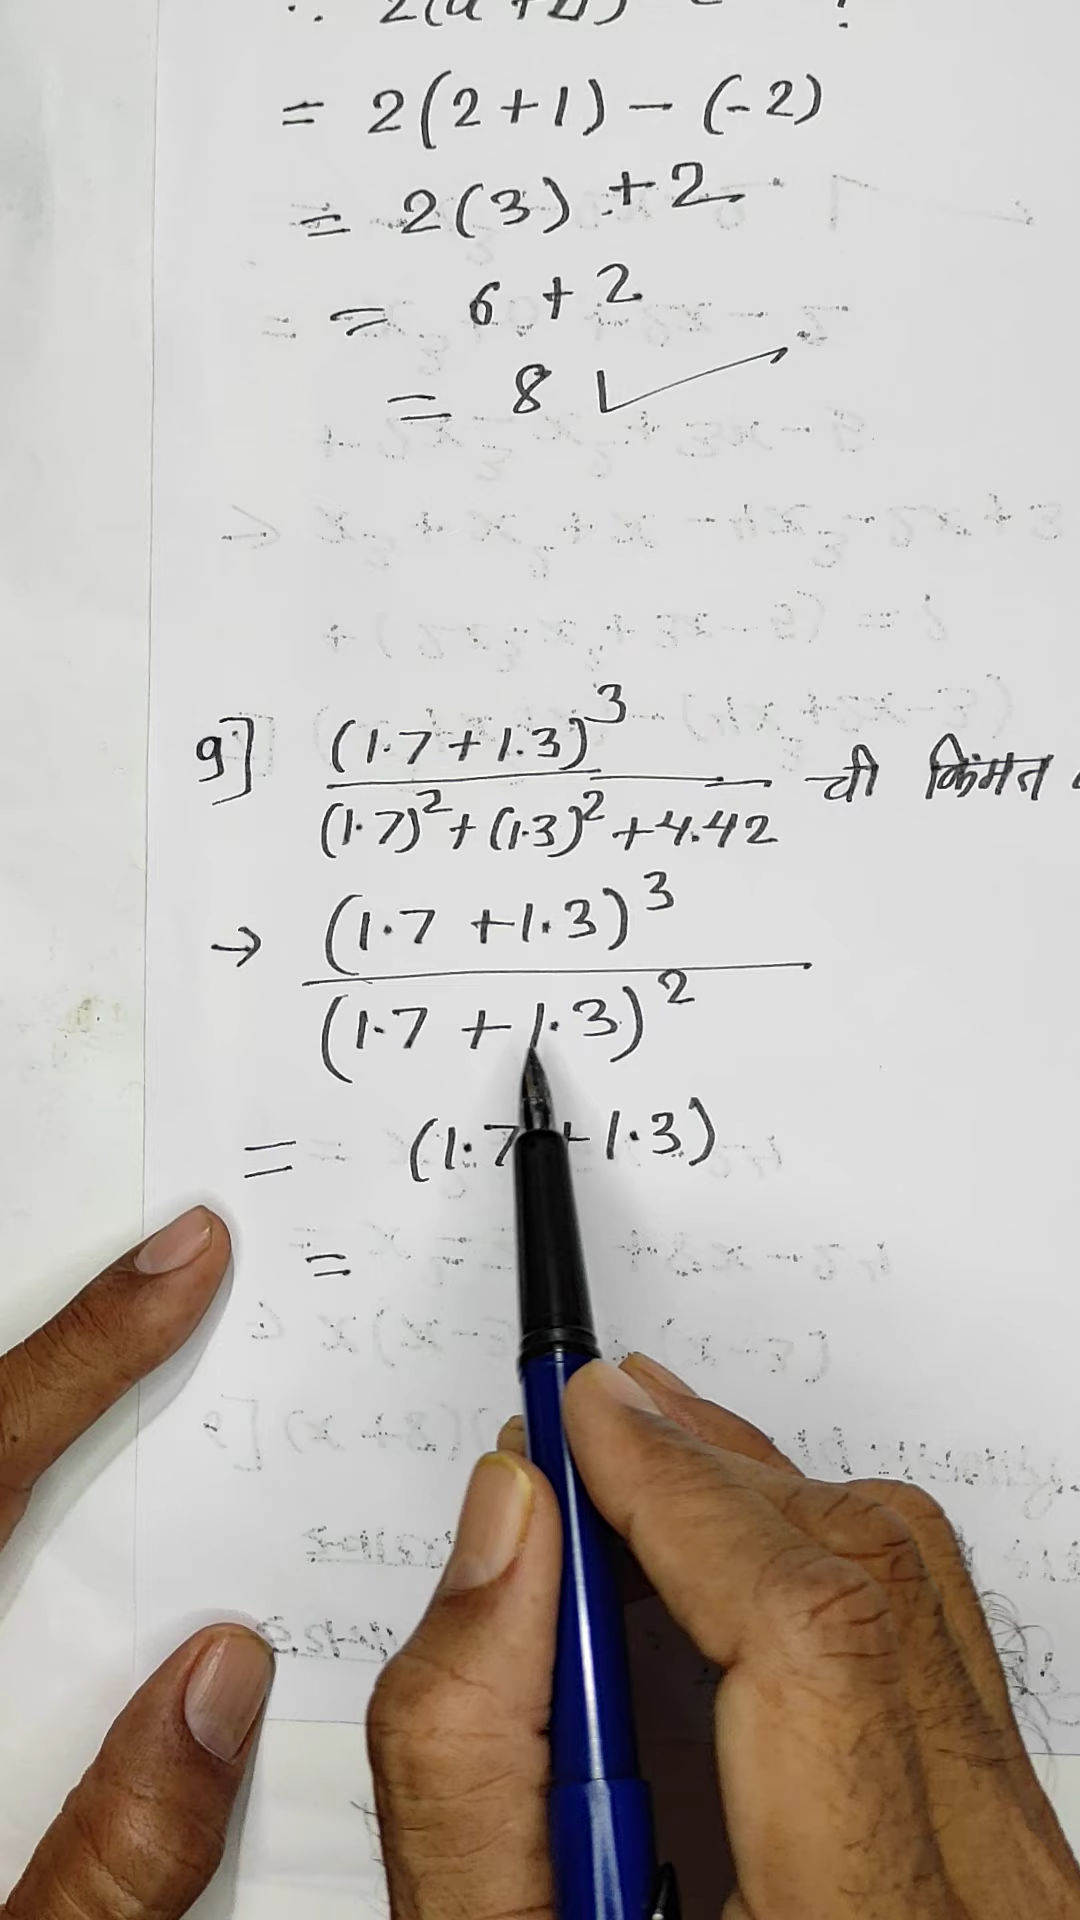 = 2(2+1) - (-2)
= 2(3) + 2
= 6 + 2
= 8 ✓
9] (1.7+1.3)³ / (1.7)² + (1.3)² + 4.42 ची किंमत
→ (1.7 + 1.3)³ / (1.7 + 1.3)²
= (1.7 + 1.3)
=